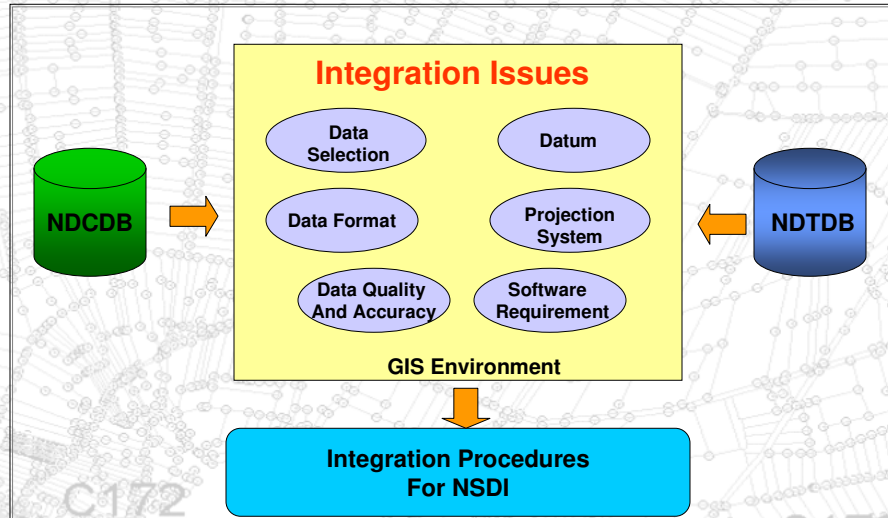 Integration Issues
Data
Selection
Datum
NDCDB
Data Format
Projection
System
NDTDB
Data Quality
And Accuracy
Software
Requirement
GIS Environment
Integration Procedures
For NSDI
C172